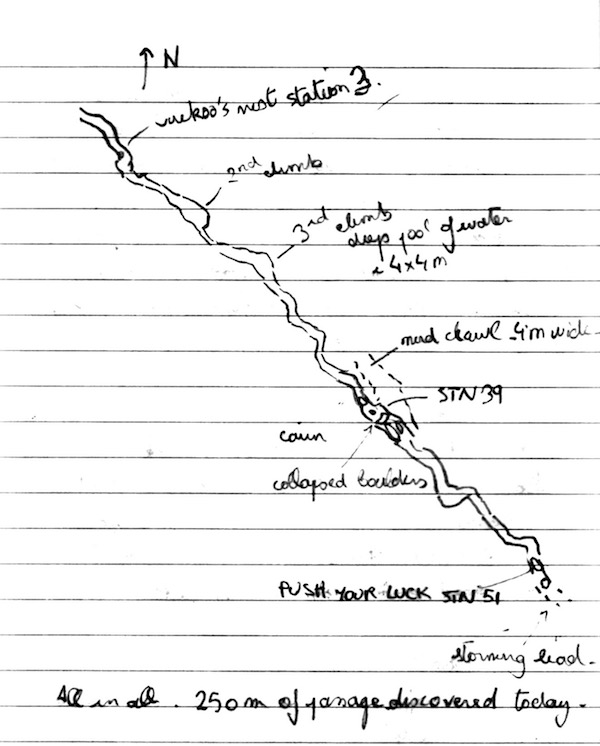 N
cuckoo's nest station 3.
2nd climb
3rd climb
deep pool of water
~ 4x4m
mud crawl - 4m wide -
STN 39
cairn
collapsed boulders
PUSH YOUR LUCK STN 51
?
storming lead -
All in all . 250m of passage discovered today -